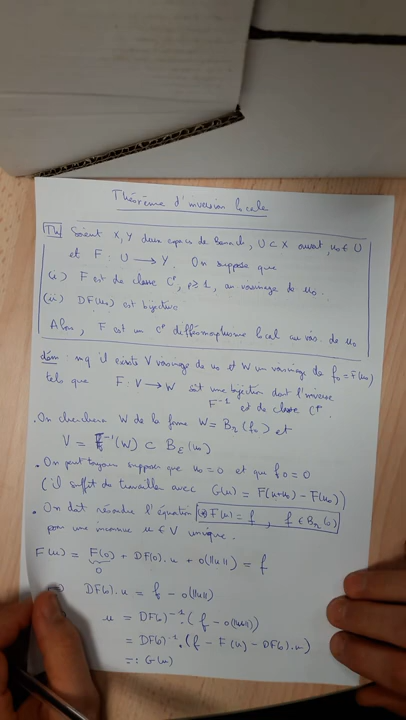 Théorème d'inversion locale
Th Soient X, Y deux espaces de Banach, U ⊂ X ouvert, u₀ ∈ U
et F : U → Y. On suppose que
(i) F est de classe Cᵖ, p ≥ 1, au voisinage de u₀.
(ii) DF(u₀) est bijective
Alors, F est un Cᵖ difféomorphisme local au vois. de u₀
dém : mq il existe V voisinage de u₀ et W un voisinage de f₀ = F(u₀)
tels que F : V → W soit une bijection dont l'inverse
F⁻¹ est de classe Cᵖ.
. On cherchera W de la forme W = B_r(f₀) et
V = F⁻¹(W) ⊂ B_ε(u₀)
. On peut toujours supposer que u₀ = 0 et que f₀ = 0
(il suffit de travailler avec G(u) = F(u+u₀) - F(u₀))
. On doit résoudre l'équation (*) F(u) = f, f ∈ B_r(0)
pour une inconnue u ∈ V unique.
F(u) = F(0) + DF(0).u + o(||u||) = f
0
DF(0).u = f - o(||u||)
u = DF(0)⁻¹.(f - o(||u||))
= DF(0)⁻¹.(f - F(u) - DF(0).u)
=: G(u)